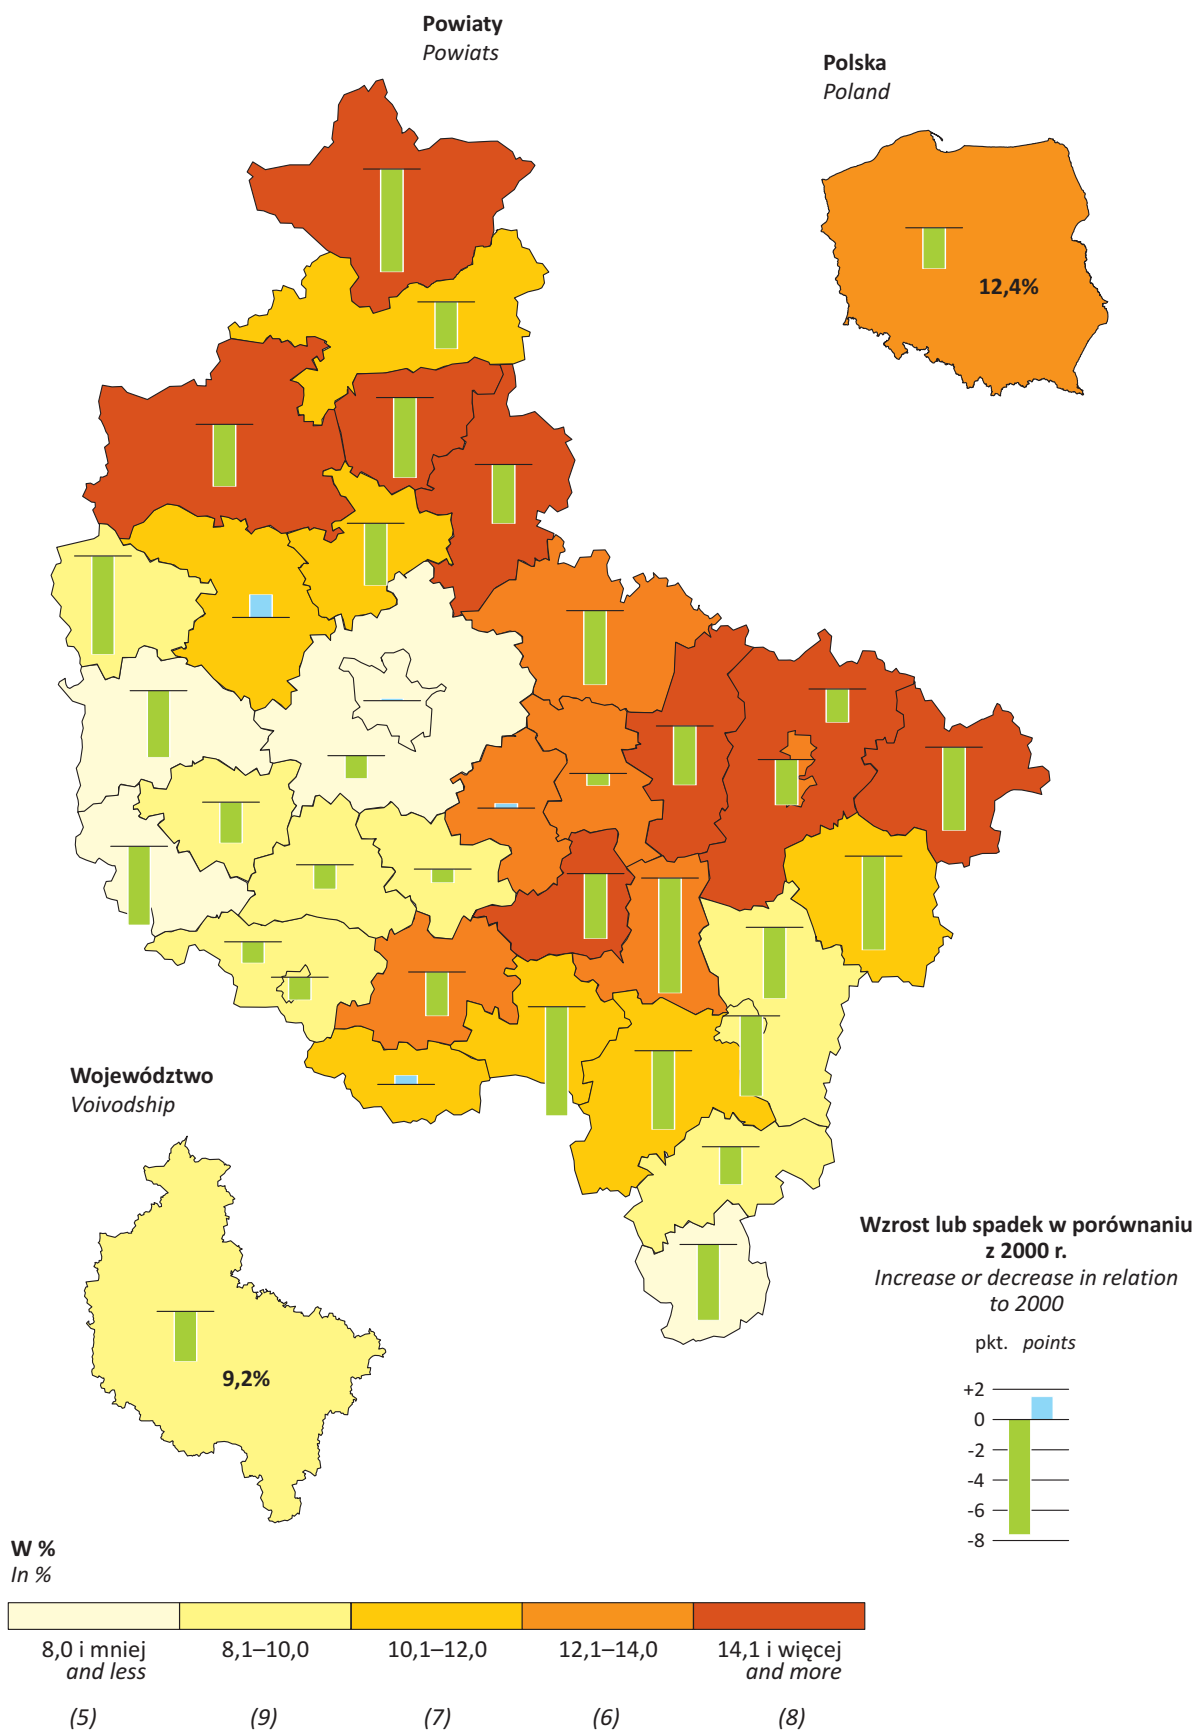 Powiaty
Powiats
Polska
Poland
12,4%
Województwo
Voivodship
9,2%
Wzrost lub spadek w porównaniu
z 2000 r.
Increase or decrease in relation
to 2000
pkt. points
+2
0
-2
-4
-6
-8
W %
In %
8,0 i mniej
and less
8,1–10,0
10,1–12,0
12,1–14,0
14,1 i więcej
and more
(5)
(9)
(7)
(6)
(8)